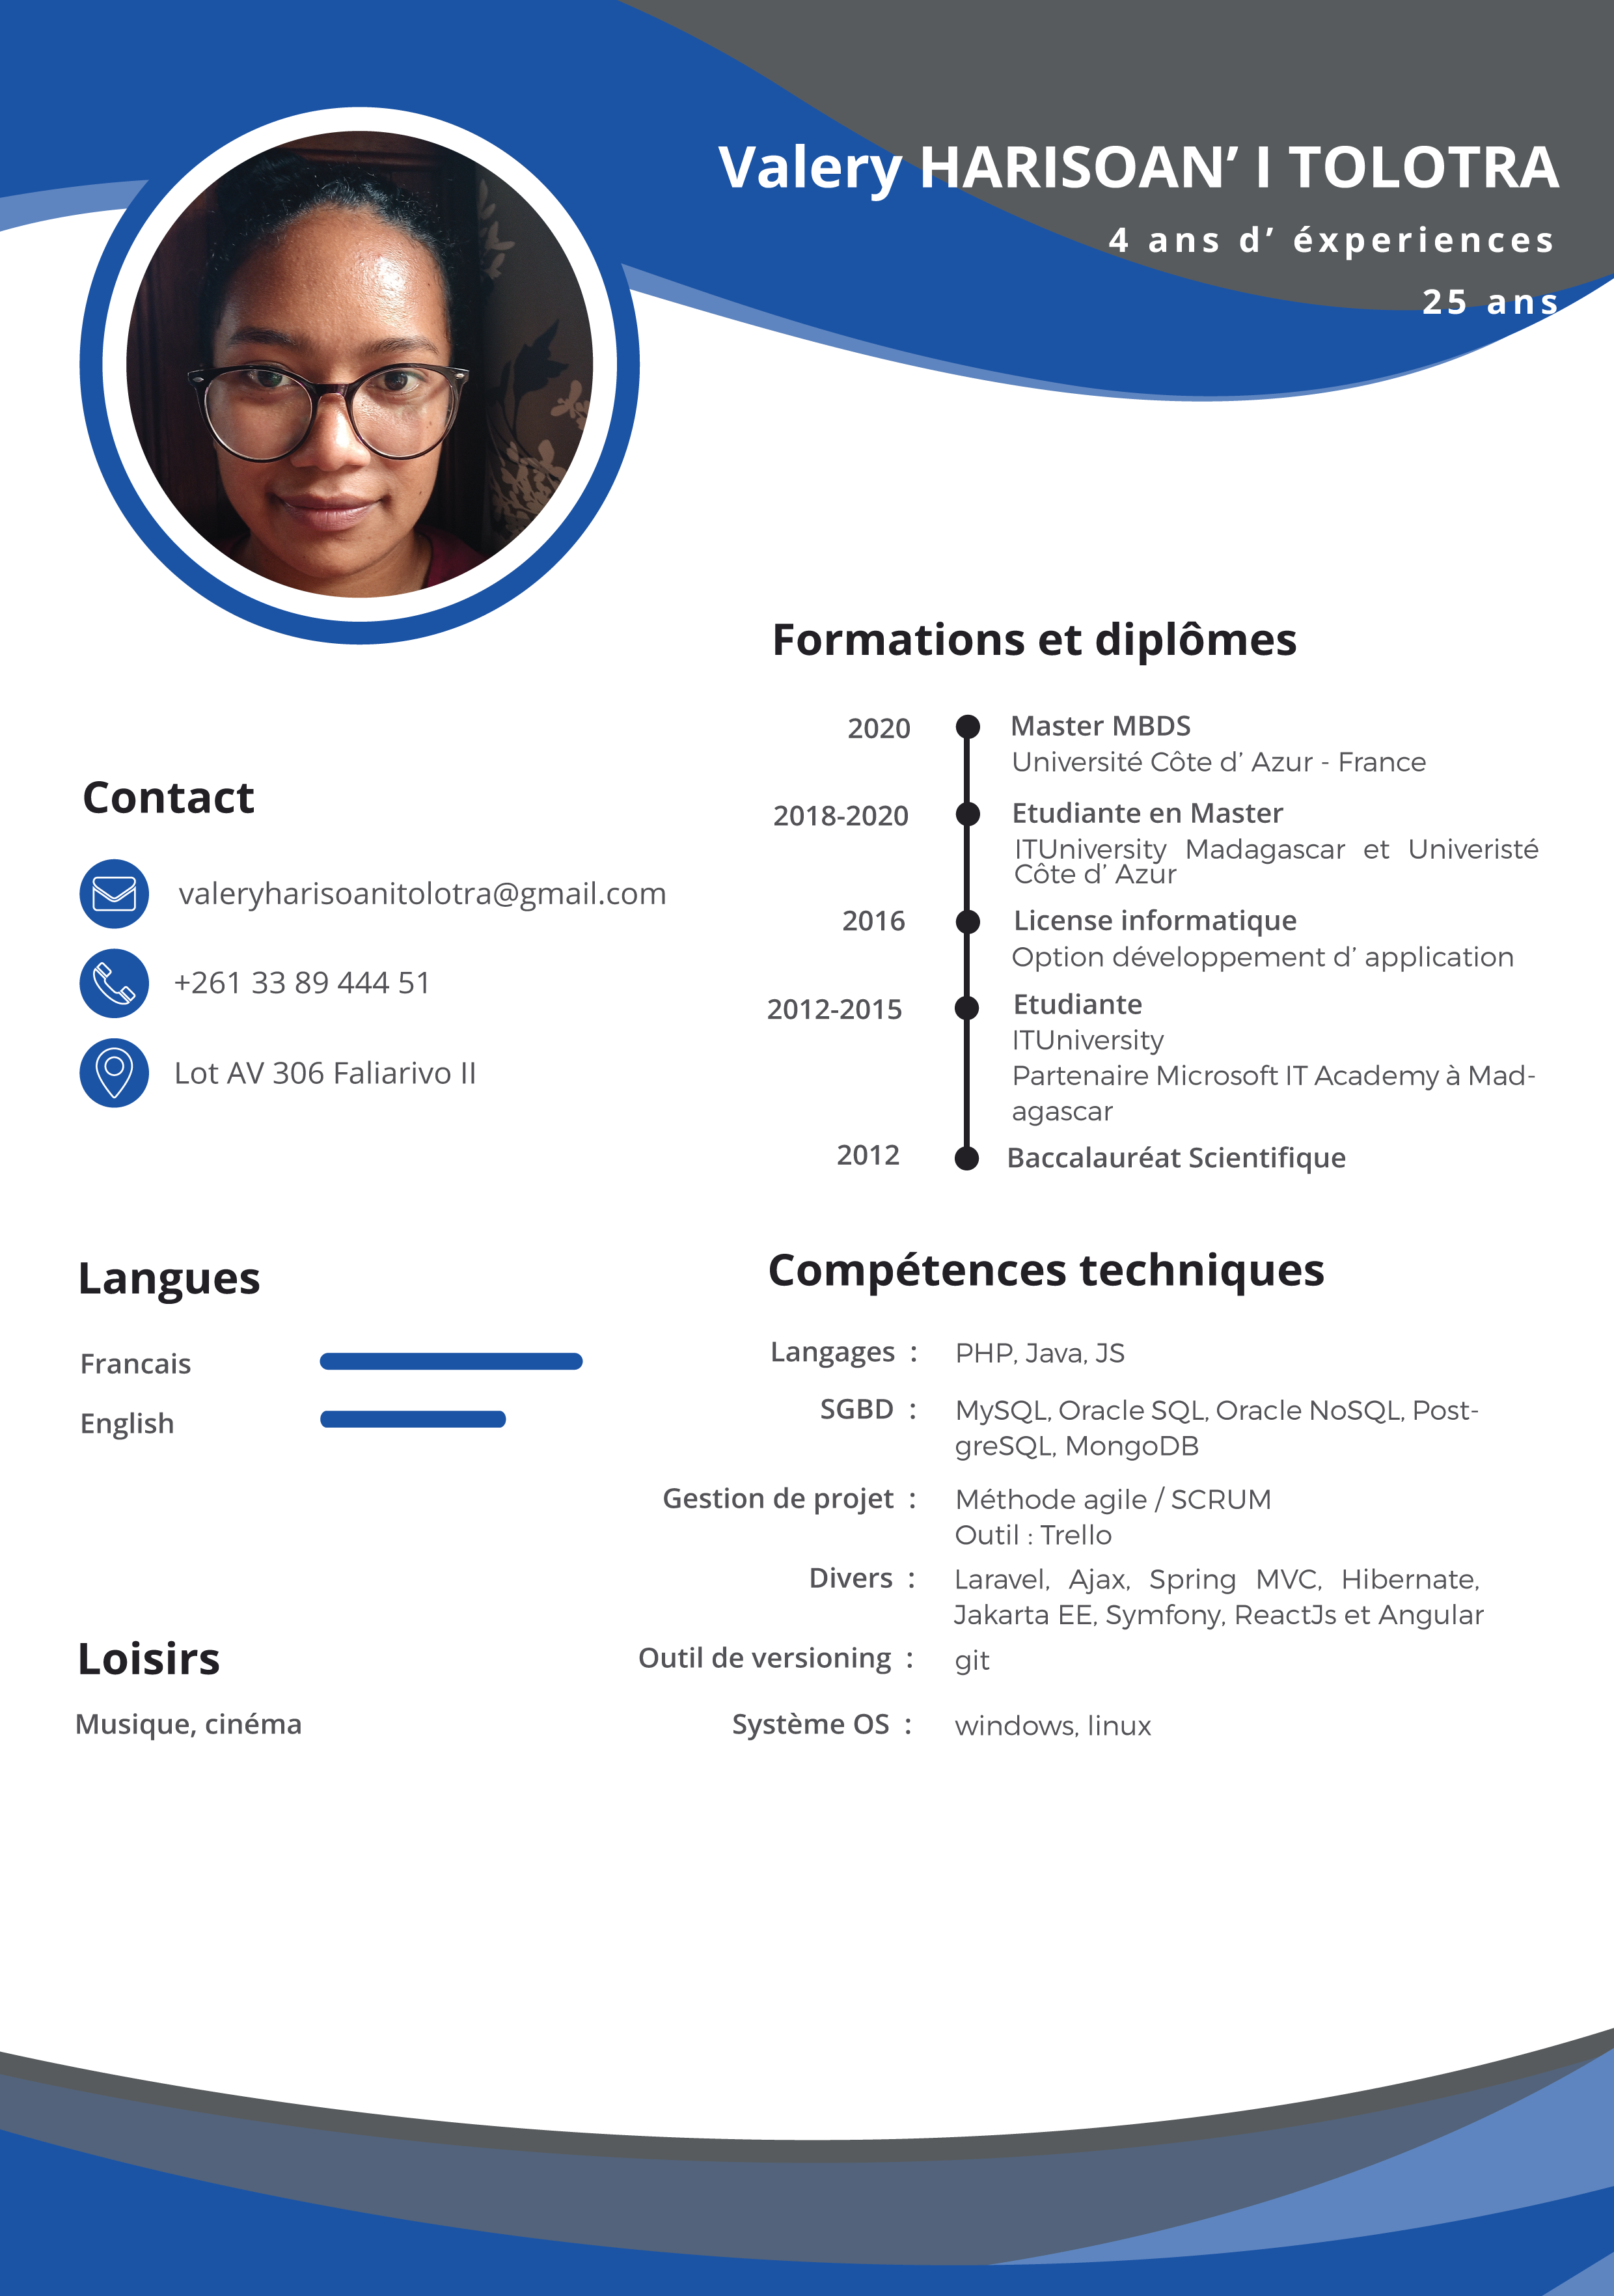 Valery HARISOAN’ I TOLOTRA
4 ans d’ éxperiences
25 ans
Formations et diplômes
2020
Master MBDS
Université Côte d’ Azur - France
2018-2020
Etudiante en Master
ITUniversity Madagascar et Univeristé
Côte d’ Azur
2016
License informatique
Option développement d’ application
2012-2015
Etudiante
ITUniversity
Partenaire Microsoft IT Academy à Mad-
agascar
2012
Baccalauréat Scientifique
Contact
valeryharisoanitolotra@gmail.com
+261 33 89 444 51
Lot AV 306 Faliarivo II
Langues
Francais
English
Loisirs
Musique, cinéma
Compétences techniques
Langages : PHP, Java, JS
SGBD : MySQL, Oracle SQL, Oracle NoSQL, Post-
greSQL, MongoDB
Gestion de projet : Méthode agile / SCRUM
Outil : Trello
Divers : Laravel, Ajax, Spring MVC, Hibernate,
Jakarta EE, Symfony, ReactJs et Angular
Outil de versioning : git
Système OS : windows, linux